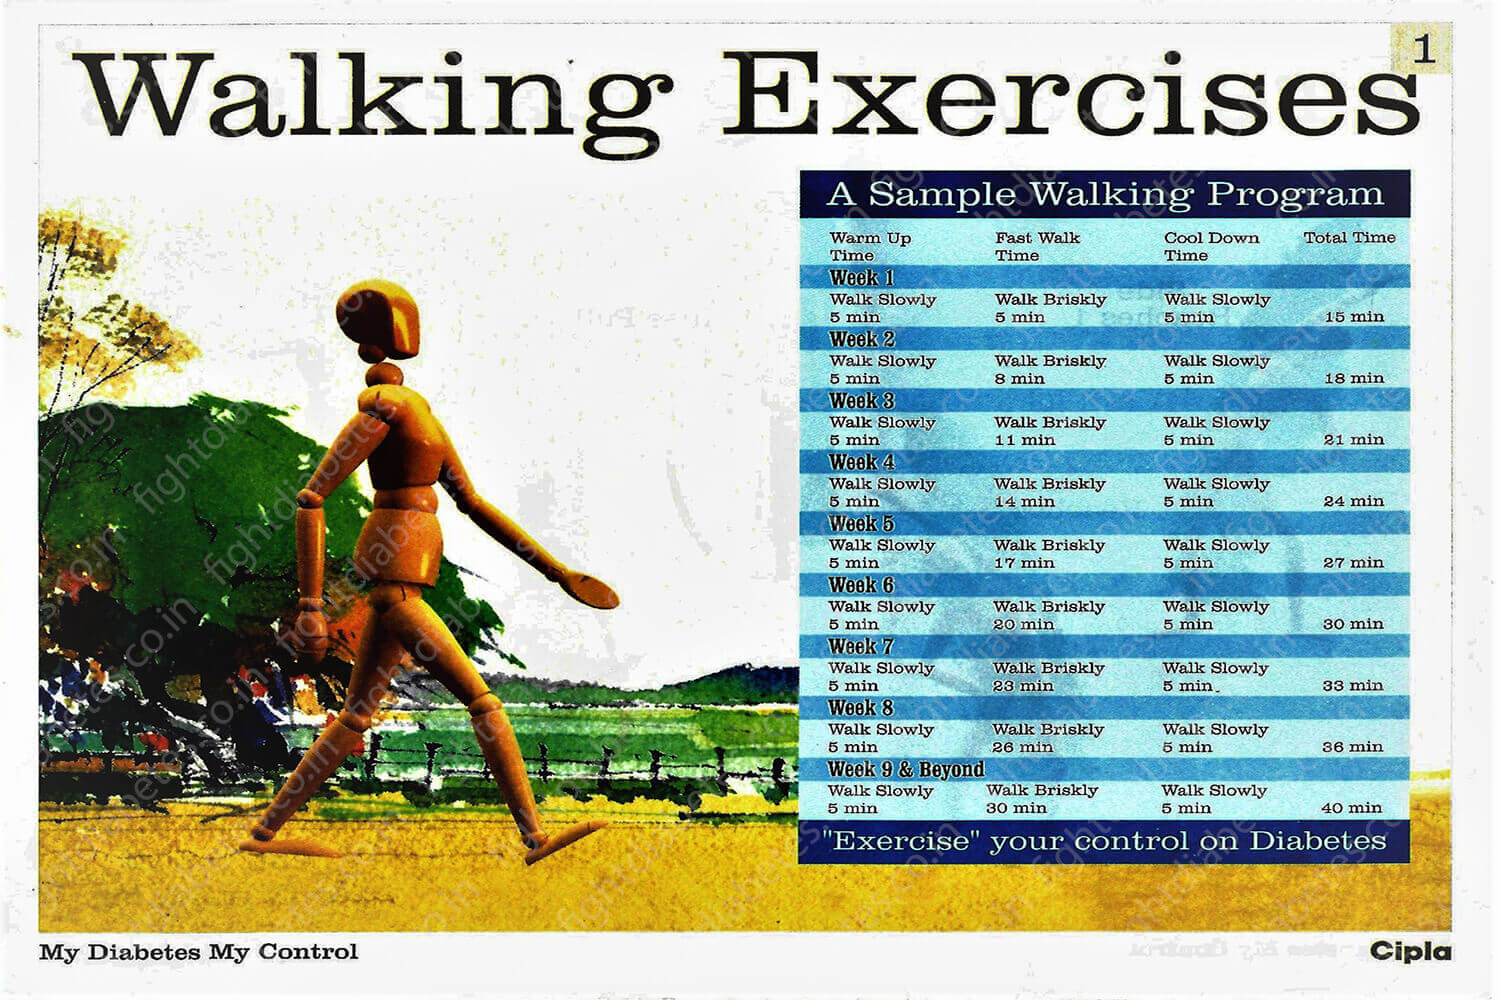 1
Walking Exercises
A Sample Walking Program
Warm Up Time Fast Walk Time Cool Down Time Total Time
Week 1
Walk Slowly Walk Briskly Walk Slowly
5 min 5 min 5 min 15 min
Week 2
Walk Slowly Walk Briskly Walk Slowly
5 min 8 min 5 min 18 min
Week 3
Walk Slowly Walk Briskly Walk Slowly
5 min 11 min 5 min 21 min
Week 4
Walk Slowly Walk Briskly Walk Slowly
5 min 14 min 5 min 24 min
Week 5
Walk Slowly Walk Briskly Walk Slowly
5 min 17 min 5 min 27 min
Week 6
Walk Slowly Walk Briskly Walk Slowly
5 min 20 min 5 min 30 min
Week 7
Walk Slowly Walk Briskly Walk Slowly
5 min 23 min 5 min 33 min
Week 8
Walk Slowly Walk Briskly Walk Slowly
5 min 26 min 5 min 36 min
Week 9 & Beyond
Walk Slowly Walk Briskly Walk Slowly
5 min 30 min 5 min 40 min
"Exercise" your control on Diabetes
My Diabetes My Control
Cipla
fightdiabetes.co.in